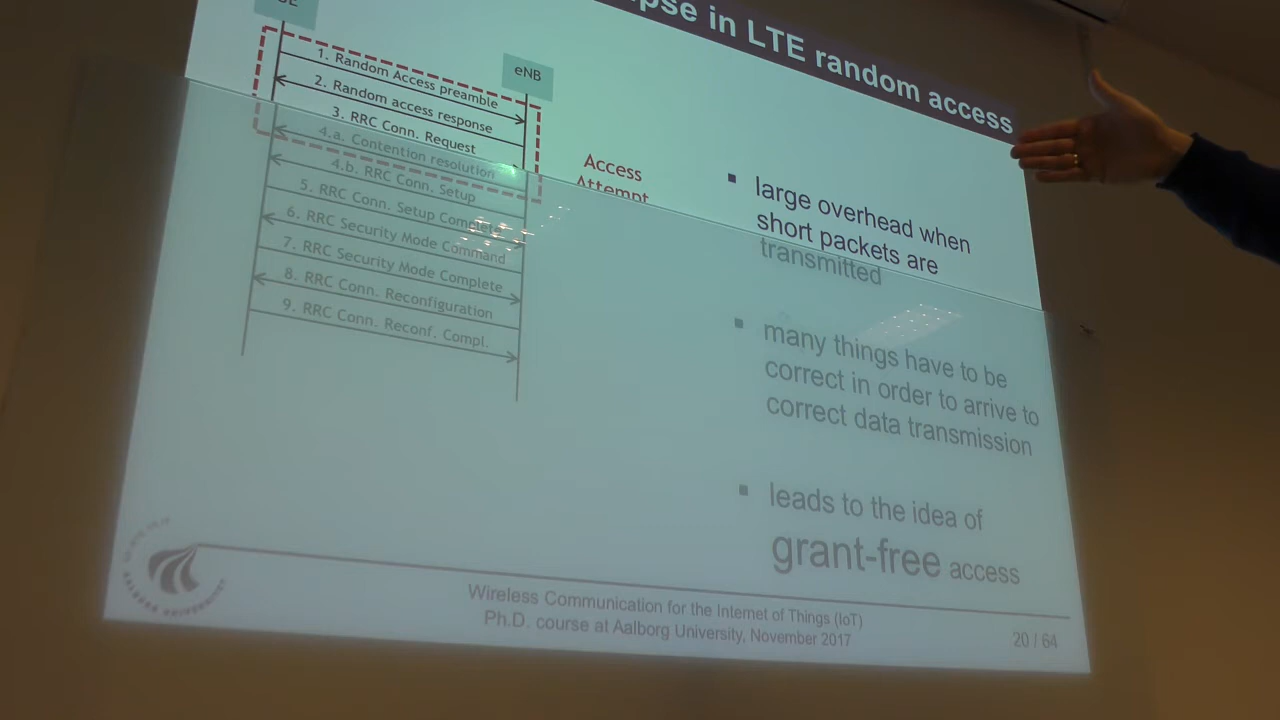 in LTE random access
eNB
1. Random Access preamble
2. Random access response
3. RRC Conn. Request
4.a. Contention resolution
4.b. RRC Conn. Setup
5. RRC Conn. Setup Complete
6. RRC Security Mode Command
7. RRC Security Mode Complete
8. RRC Conn. Reconfiguration
9. RRC Conn. Reconf. Compl.
Access
Attempt
large overhead when
short packets are
transmitted
many things have to be
correct in order to arrive to
correct data transmission
leads to the idea of
grant-free access
AALBORG UNIVERSITY
Wireless Communication for the Internet of Things (IoT)
Ph.D. course at Aalborg University, November 2017
20 / 64